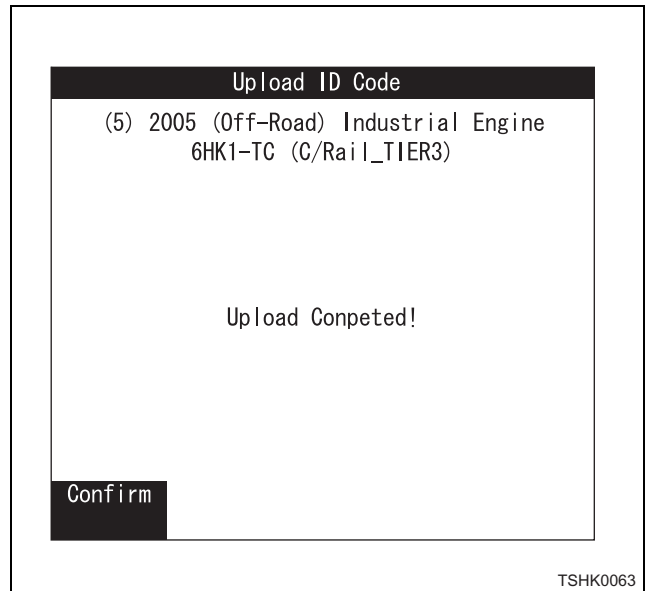 Upload ID Code
(5) 2005 (Off-Road) Industrial Engine
6HK1-TC (C/Rail_TIER3)
Upload Conpeted!
Confirm
TSHK0063